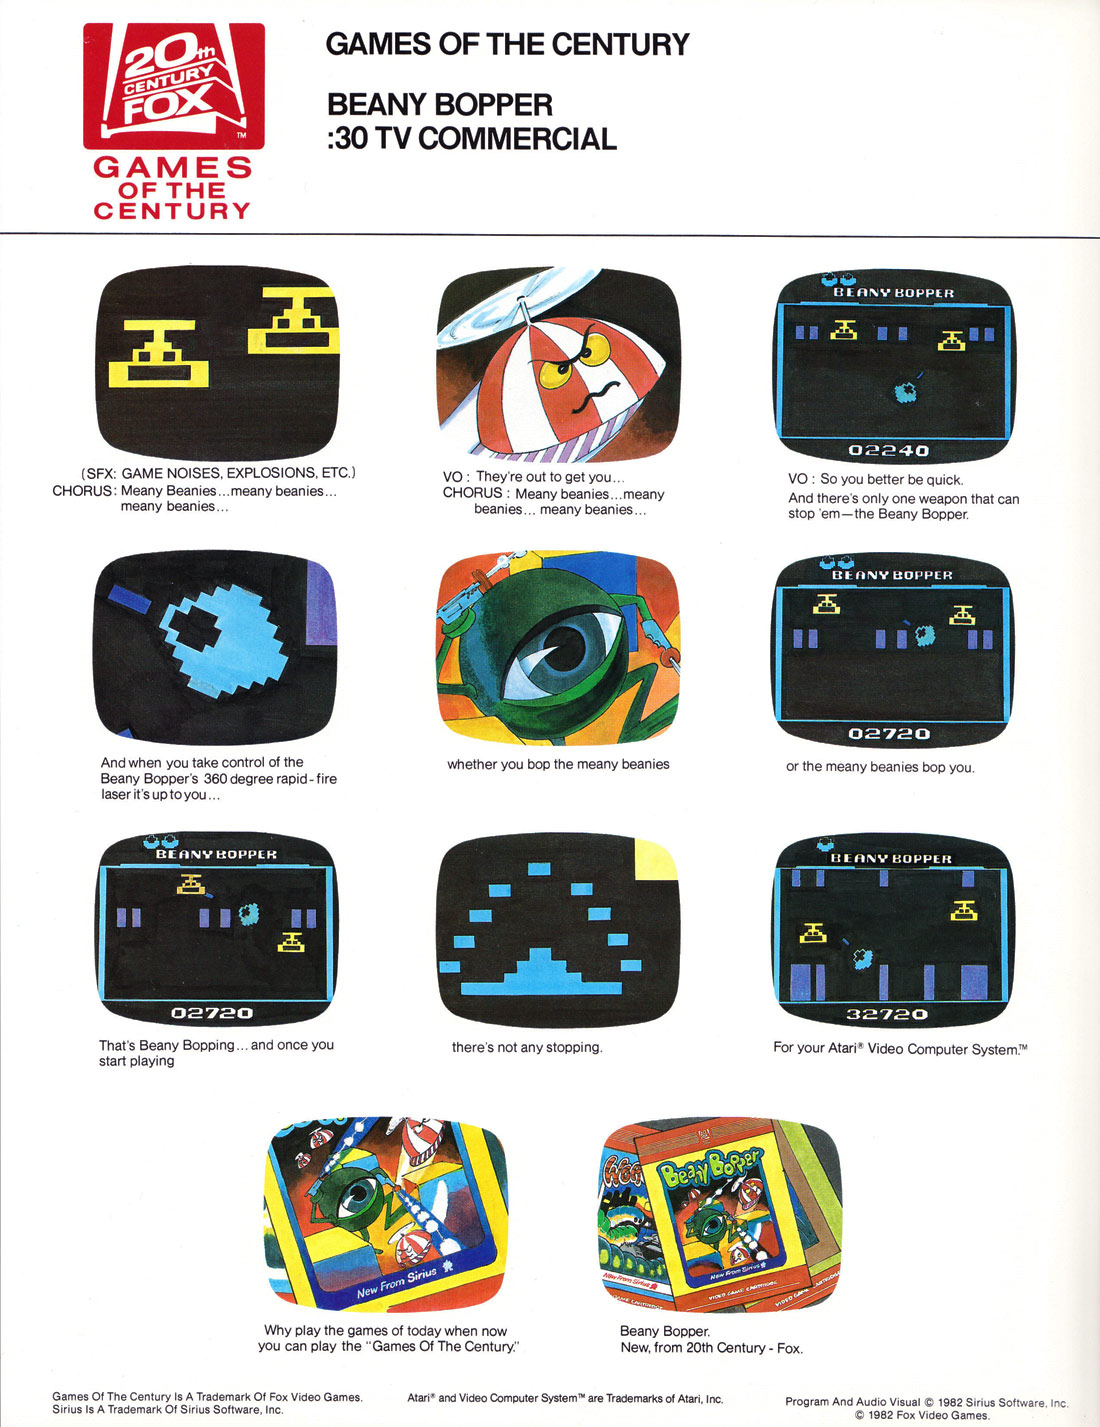 20th
CENTURY
FOX
TM
GAMES
OF THE
CENTURY
GAMES OF THE CENTURY
BEANY BOPPER
:30 TV COMMERCIAL
(SFX: GAME NOISES, EXPLOSIONS, ETC.)
CHORUS: Meany Beanies...meany beanies...
meany beanies...
VO : They're out to get you...
CHORUS : Meany beanies...meany
beanies... meany beanies...
BEANY BOPPER
02240
VO : So you better be quick.
And there's only one weapon that can
stop 'em—the Beany Bopper.
And when you take control of the
Beany Bopper's 360 degree rapid-fire
laser it's up to you...
whether you bop the meany beanies
BEANY BOPPER
02720
or the meany beanies bop you.
BEANY BOPPER
02720
That's Beany Bopping... and once you
start playing
there's not any stopping.
BEANY BOPPER
32720
For your Atari® Video Computer System.™
New From Sirius
Why play the games of today when now
you can play the "Games Of The Century."
Beany Bopper
New From Sirius
New From Sirius
VIDEO GAME CARTRIDGE
GAME CARTRIDGE
VIDEO GAME
Beany Bopper.
New, from 20th Century - Fox.
Games Of The Century Is A Trademark Of Fox Video Games.
Sirius Is A Trademark Of Sirius Software, Inc.
Atari® and Video Computer System™ are Trademarks of Atari, Inc.
Program And Audio Visual © 1982 Sirius Software, Inc.
© 1982 Fox Video Games.